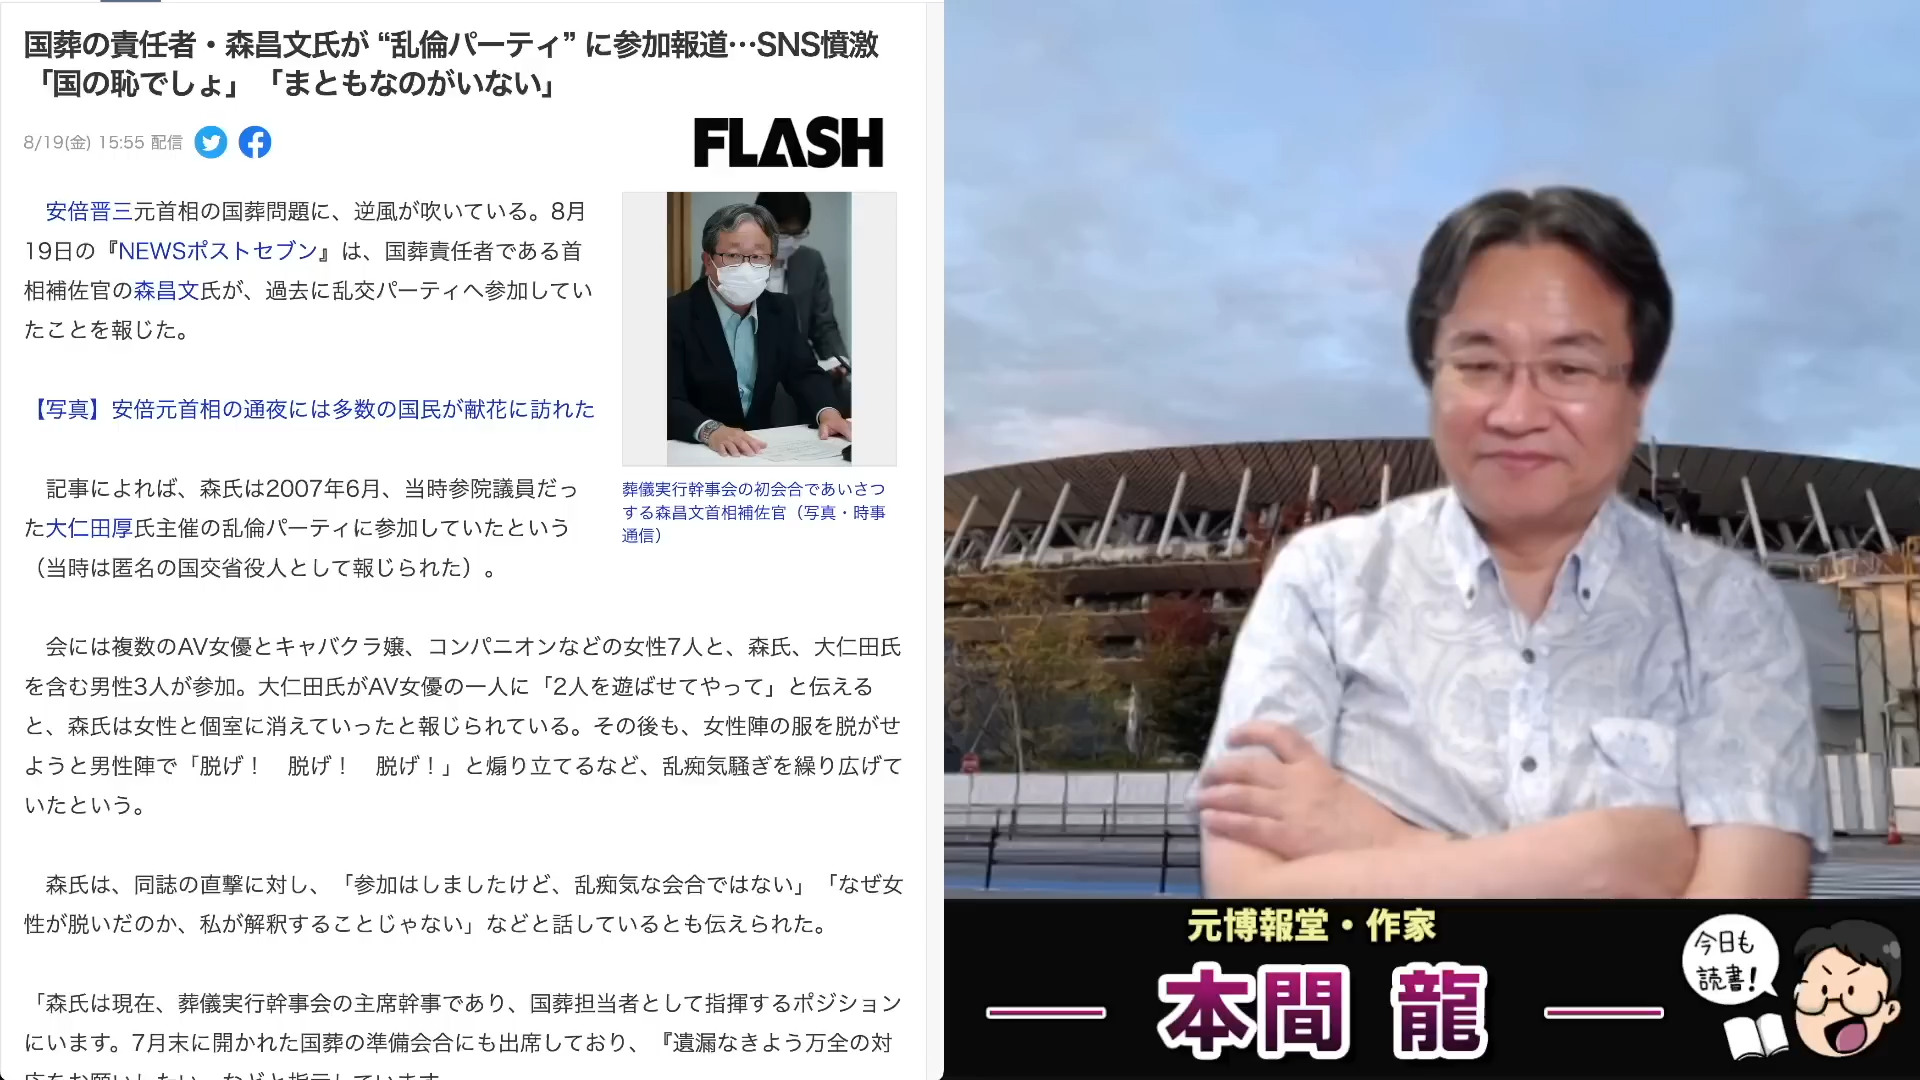 国葬の責任者・森昌文氏が “乱倫パーティ” に参加報道…SNS憤激
「国の恥でしょ」「まともなのがいない」
8/19(金) 15:55 配信
FLASH
安倍晋三元首相の国葬問題に、逆風が吹いている。8月
19日の『NEWSポストセブン』は、国葬責任者である首
相補佐官の森昌文氏が、過去に乱交パーティへ参加してい
たことを報じた。
【写真】安倍元首相の通夜には多数の国民が献花に訪れた
記事によれば、森氏は2007年6月、当時参院議員だっ
た大仁田厚氏主催の乱倫パーティに参加していたという
（当時は匿名の国交省役人として報じられた）。
葬儀実行幹事会の初会合であいさつ
する森昌文首相補佐官（写真・時事
通信）
会には複数のAV女優とキャバクラ嬢、コンパニオンなどの女性7人と、森氏、大仁田氏
を含む男性3人が参加。大仁田氏がAV女優の一人に「2人を遊ばせてやって」と伝える
と、森氏は女性と個室に消えていったと報じられている。その後も、女性陣の服を脱がせ
ようと男性陣で「脱げ！　脱げ！　脱げ！」と煽り立てるなど、乱痴気騒ぎを繰り広げて
いたという。
森氏は、同誌の直撃に対し、「参加はしましたけど、乱痴気な会合ではない」「なぜ女
性が脱いだのか、私が解釈することじゃない」などと話しているとも伝えられた。
「森氏は現在、葬儀実行幹事会の主席幹事であり、国葬担当者として指揮するポジション
にいます。7月末に開かれた国葬の準備会合にも出席しており、『遺漏なきよう万全の対
元博報堂・作家
本間 龍
今日も
読書！